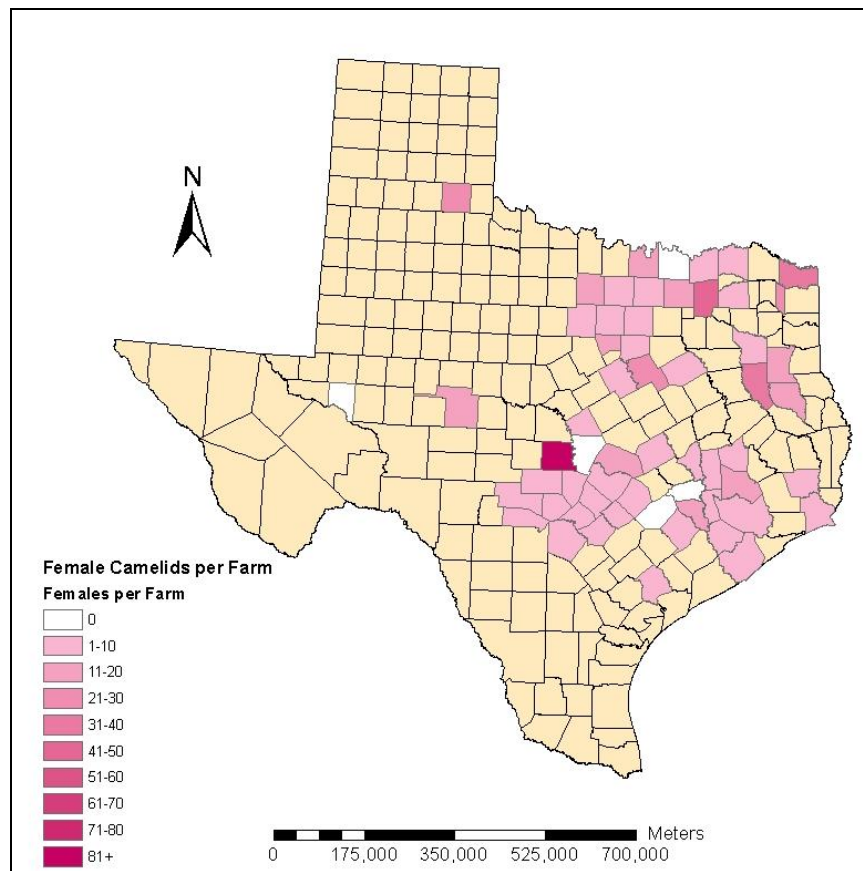 N
Female Camelids per Farm
Females per Farm
0
1-10
11-20
21-30
31-40
41-50
51-60
61-70
71-80
81+
Meters
0 175,000 350,000 525,000 700,000